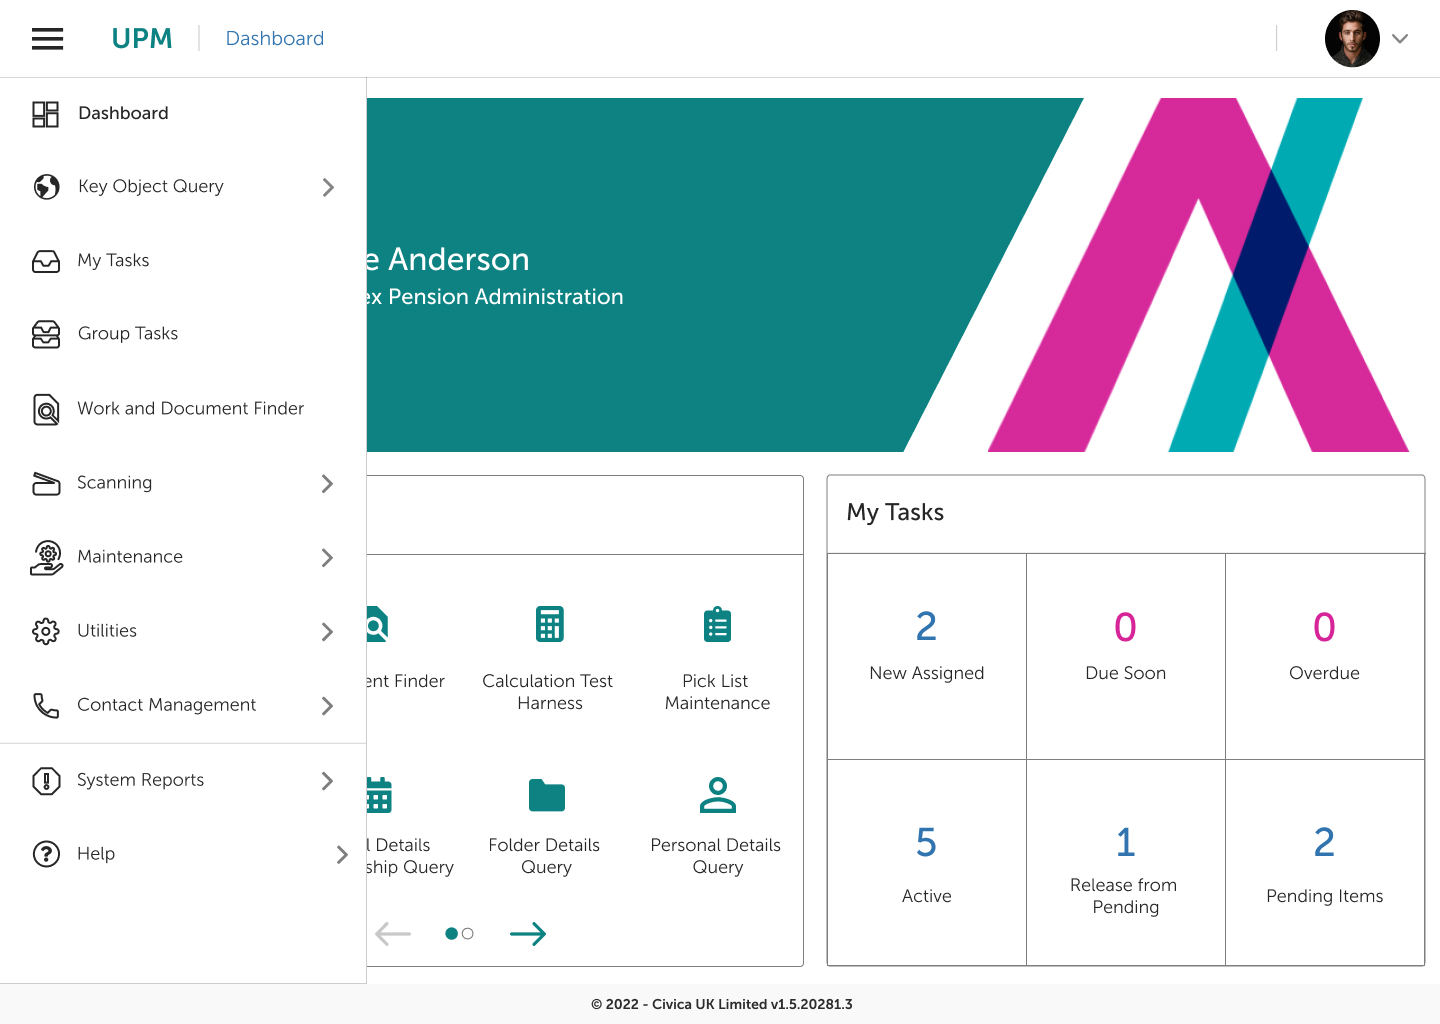 UPM
Dashboard
Dashboard
Key Object Query
My Tasks
Group Tasks
Work and Document Finder
Scanning
Maintenance
Utilities
Contact Management
System Reports
Help
e Anderson
ex Pension Administration
ent Finder
Calculation Test
Harness
Pick List
Maintenance
l Details
ship Query
Folder Details
Query
Personal Details
Query
My Tasks
2
New Assigned
0
Due Soon
0
Overdue
5
Active
1
Release from
Pending
2
Pending Items
© 2022 - Civica UK Limited v1.5.20281.3